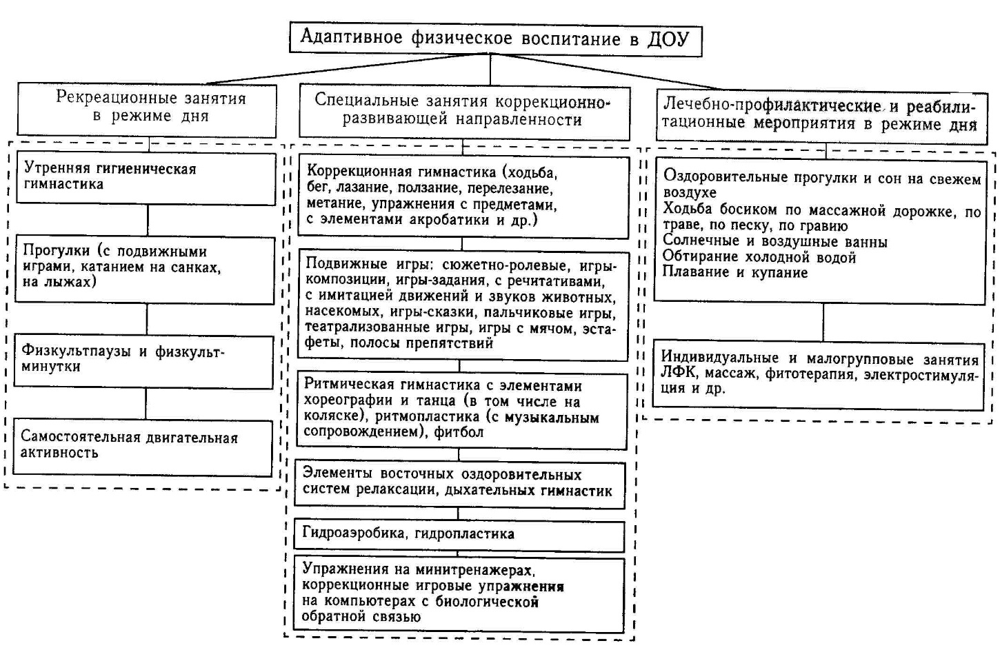 Адаптивное физическое воспитание в ДОУ
Рекреационные занятия
в режиме дня
Утренняя гигиеническая
гимнастика
Прогулки (с подвижными
играми, катанием на санках,
на лыжах)
Физкультпаузы и физкульт-
минутки
Самостоятельная двигательная
активность
Специальные занятия коррекционно-
развивающей направленности
Коррекционная гимнастика (ходьба,
бег, лазание, ползание, перелезание,
метание, упражнения с предметами,
с элементами акробатики и др.)
Подвижные игры: сюжетно-ролевые, игры-
композиции, игры-задания, с речитативами,
с имитацией движений и звуков животных,
насекомых, игры-сказки, пальчиковые игры,
театрализованные игры, игры с мячом, эста-
феты, полосы препятствий
Ритмическая гимнастика с элементами
хореографии и танца (в том числе на
коляске), ритмопластика (с музыкальным
сопровождением), фитбол
Элементы восточных оздоровительных
систем релаксации, дыхательных гимнастик
Гидроаэробика, гидропластика
Упражнения на минитренажерах,
коррекционные игровые упражнения
на компьютерах с биологической
обратной связью
Лечебно-профилактические и реабили-
тационные мероприятия в режиме дня
Оздоровительные прогулки и сон на свежем
воздухе
Ходьба босиком по массажной дорожке, по
траве, по песку, по гравию
Солнечные и воздушные ванны
Обтирание холодной водой
Плавание и купание
Индивидуальные и малогрупповые занятия
ЛФК, массаж, фитотерапия, электростимуля-
ция и др.